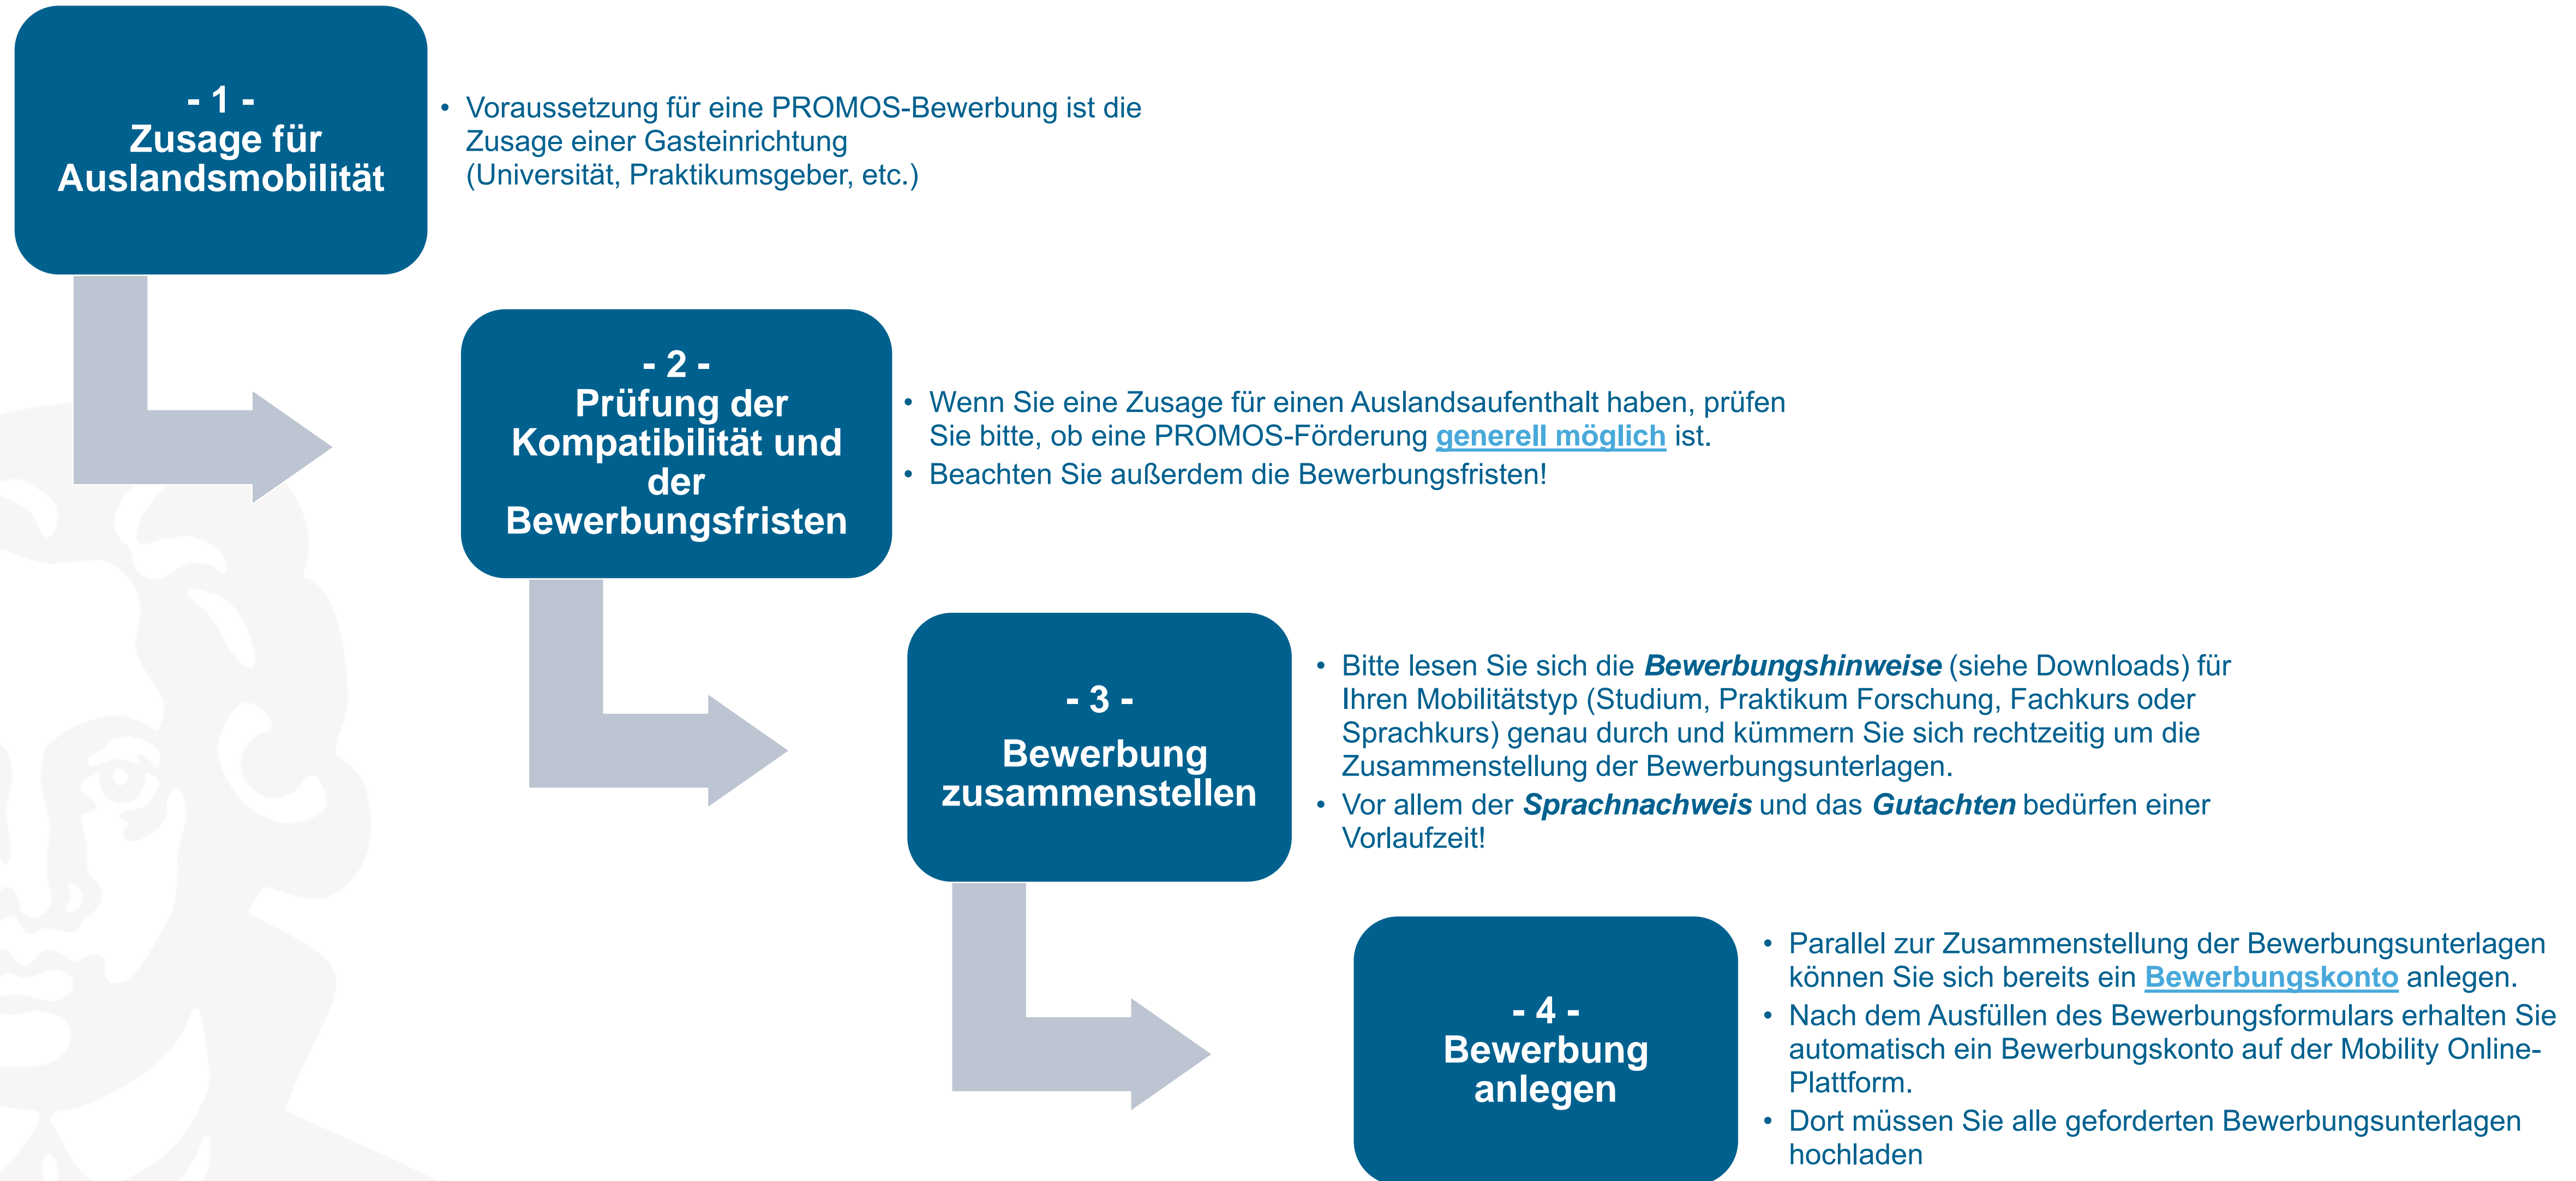 - 1 -
Zusage für
Auslandsmobilität
• Voraussetzung für eine PROMOS-Bewerbung ist die
Zusage einer Gasteinrichtung
(Universität, Praktikumsgeber, etc.)
- 2 -
Prüfung der
Kompatibilität und
der
Bewerbungsfristen
• Wenn Sie eine Zusage für einen Auslandsaufenthalt haben, prüfen
Sie bitte, ob eine PROMOS-Förderung generell möglich ist.
• Beachten Sie außerdem die Bewerbungsfristen!
- 3 -
Bewerbung
zusammenstellen
• Bitte lesen Sie sich die Bewerbungshinweise (siehe Downloads) für
Ihren Mobilitätstyp (Studium, Praktikum Forschung, Fachkurs oder
Sprachkurs) genau durch und kümmern Sie sich rechtzeitig um die
Zusammenstellung der Bewerbungsunterlagen.
• Vor allem der Sprachnachweis und das Gutachten bedürfen einer
Vorlaufzeit!
- 4 -
Bewerbung
anlegen
• Parallel zur Zusammenstellung der Bewerbungsunterlagen
können Sie sich bereits ein Bewerbungskonto anlegen.
• Nach dem Ausfüllen des Bewerbungsformulars erhalten Sie
automatisch ein Bewerbungskonto auf der Mobility Online-
Plattform.
• Dort müssen Sie alle geforderten Bewerbungsunterlagen
hochladen